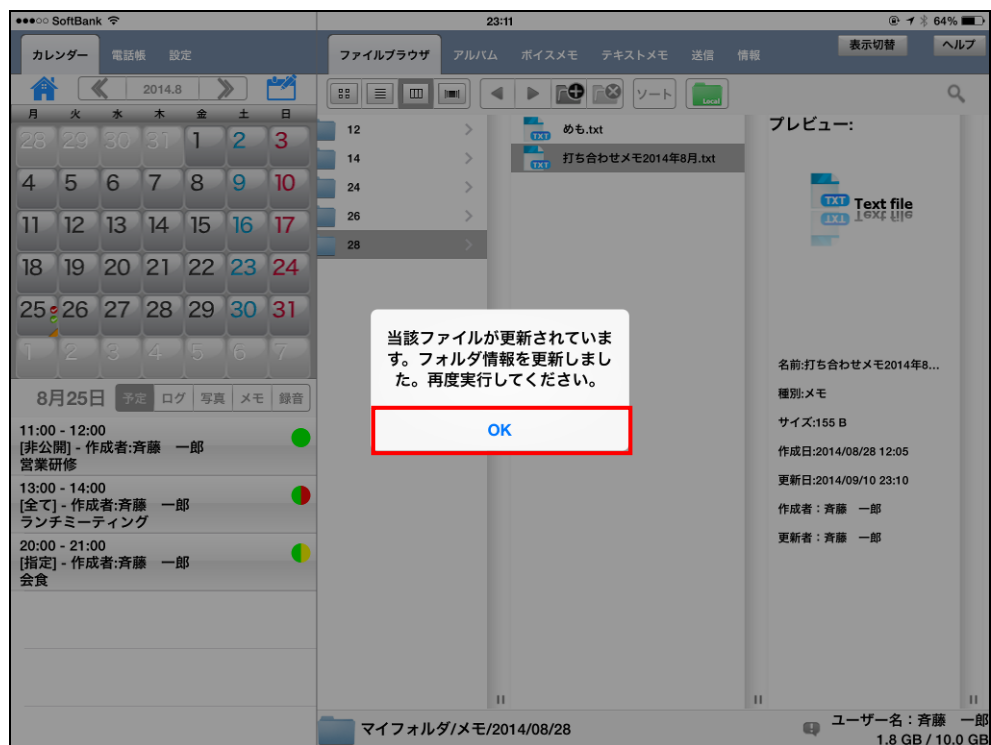 ●●●○○ SoftBank 23:11 64%
カレンダー 電話帳 設定
ファイルブラウザ アルバム ボイスメモ テキストメモ 送信 情報 表示切替 ヘルプ
2014.8
ソート Local
月 火 水 木 金 土 日
28 29 30 31 1 2 3
4 5 6 7 8 9 10
11 12 13 14 15 16 17
18 19 20 21 22 23 24
25 26 27 28 29 30 31
1 2 3 4 5 6 7
8月25日 予定 ログ 写真 メモ 録音
11:00 - 12:00
[非公開] - 作成者:斉藤 一郎
営業研修
13:00 - 14:00
[全て] - 作成者:斉藤 一郎
ランチミーティング
20:00 - 21:00
[指定] - 作成者:斉藤 一郎
会食
12
14
24
26
28
TXT めも.txt
TXT 打ち合わせメモ2014年8月.txt
当該ファイルが更新されていま
す。フォルダ情報を更新しまし
た。再度実行してください。
OK
プレビュー:
TXT Text file
名前:打ち合わせメモ2014年8...
種別:メモ
サイズ:155 B
作成日:2014/08/28 12:05
更新日:2014/09/10 23:10
作成者：斉藤 一郎
更新者：斉藤 一郎
マイフォルダ/メモ/2014/08/28
ユーザー名：斉藤 一郎
1.8 GB / 10.0 GB